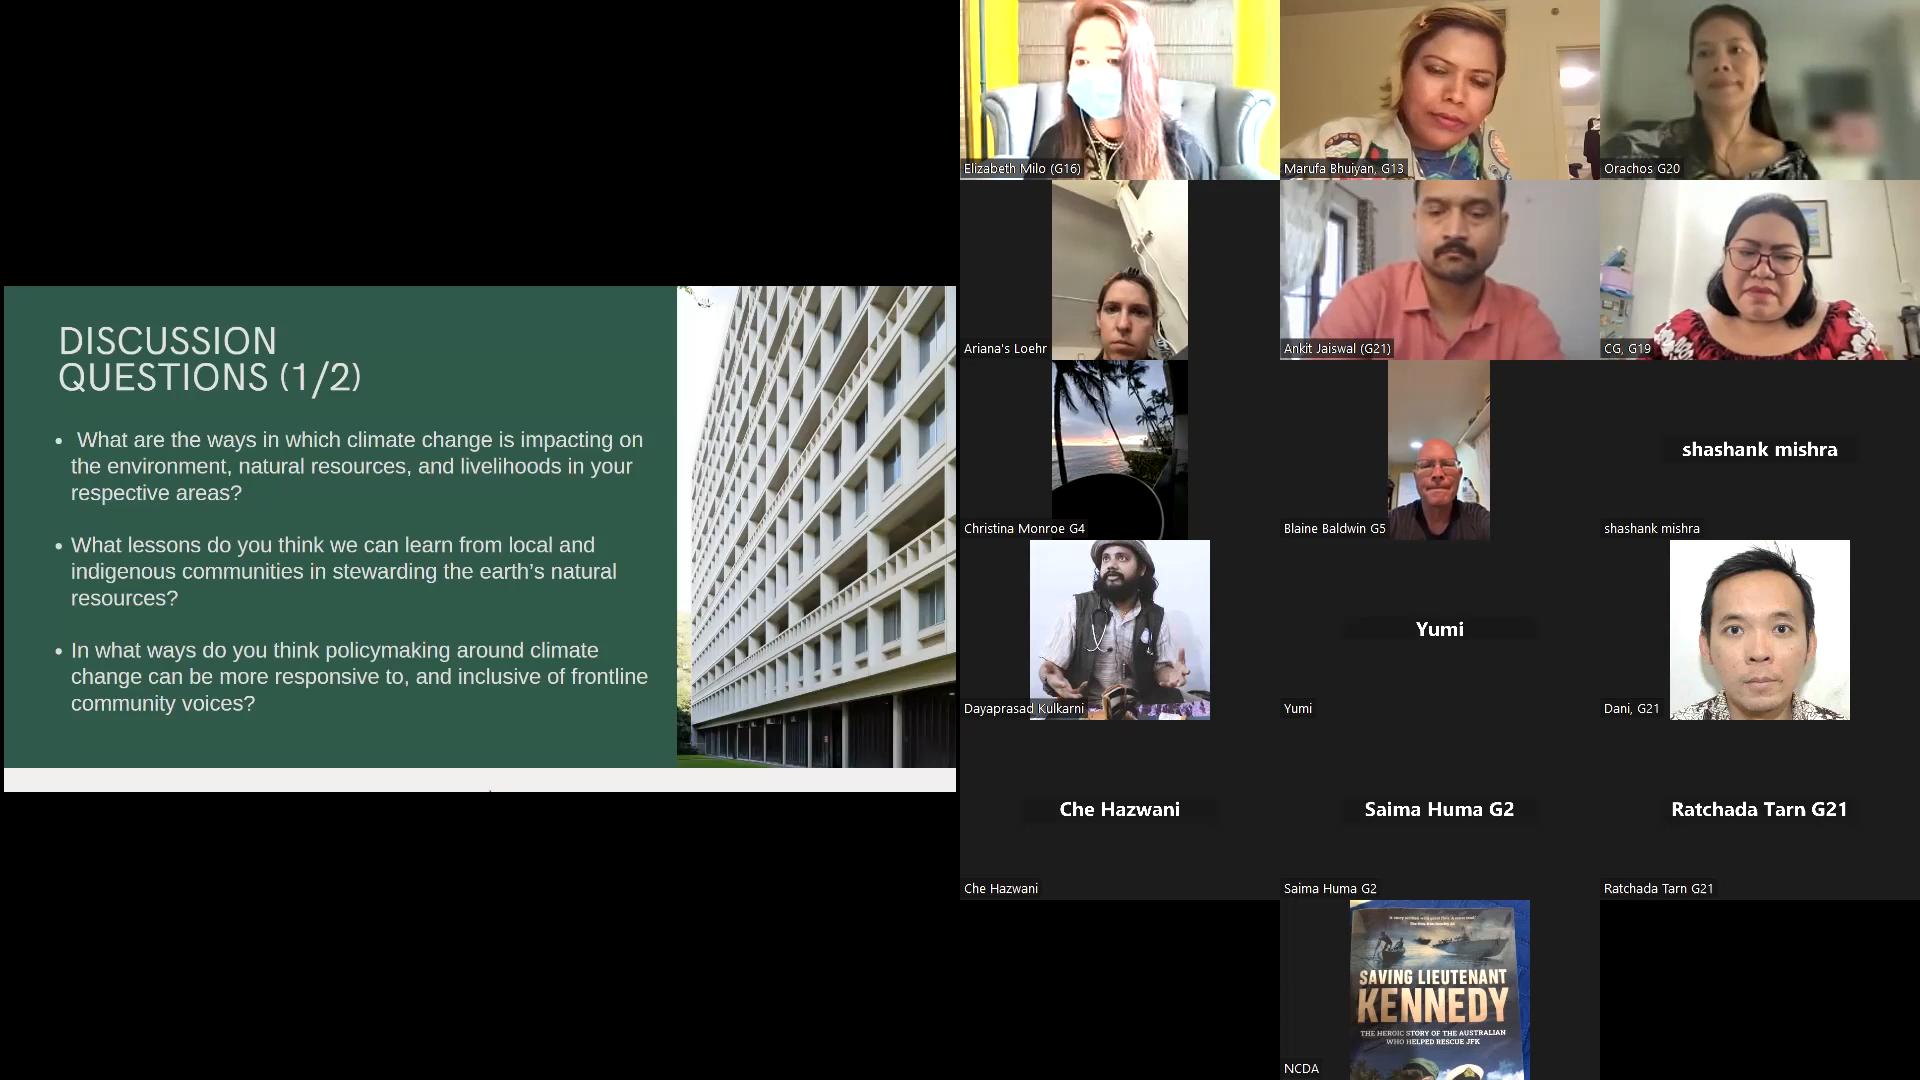 DISCUSSION
QUESTIONS (1/2)
• What are the ways in which climate change is impacting on
the environment, natural resources, and livelihoods in your
respective areas?
• What lessons do you think we can learn from local and
indigenous communities in stewarding the earth's natural
resources?
• In what ways do you think policymaking around climate
change can be more responsive to, and inclusive of frontline
community voices?
Elizabeth Milo (G16)
Marufa Bhuiyan, G13
Orachos G20
Ariana's Loehr
Ankit Jaiswal (G21)
CG, G19
Christina Monroe G4
Blaine Baldwin G5
shashank mishra
shashank mishra
Dayaprasad Kulkarni
Yumi
Yumi
Dani, G21
Che Hazwani
Che Hazwani
Saima Huma G2
Saima Huma G2
Ratchada Tarn G21
Ratchada Tarn G21
SAVING LIEUTENANT
KENNEDY
THE HEROIC STORY OF THE AUSTRALIAN
WHO HELPED RESCUE JFK
NCDA